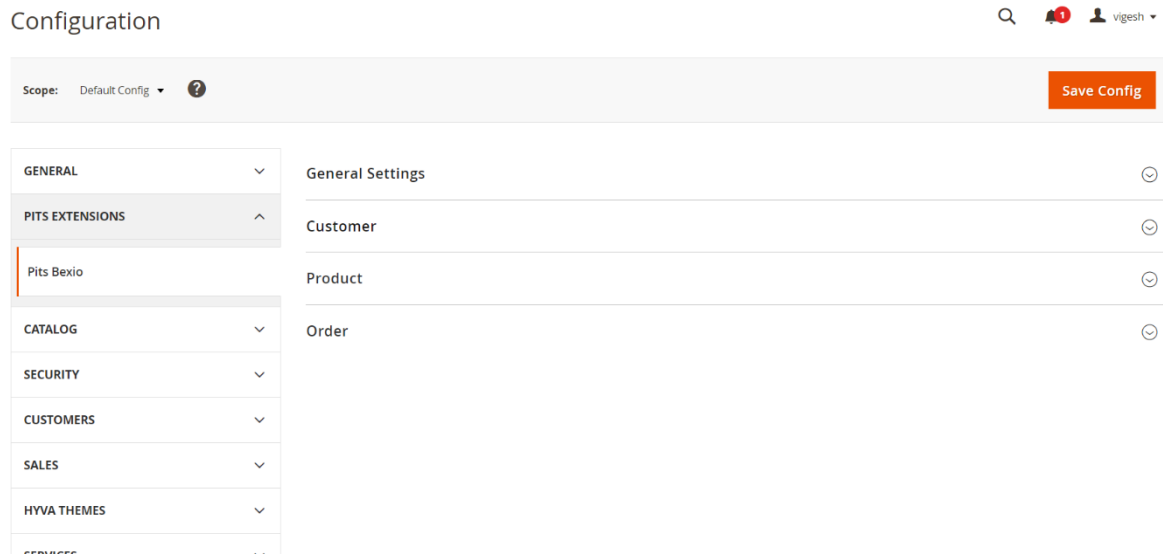 Configuration
1
vigesh
Scope: Default Config ?
Save Config
GENERAL
PITS EXTENSIONS
Pits Bexio
CATALOG
SECURITY
CUSTOMERS
SALES
HYVA THEMES
SERVICES
General Settings
Customer
Product
Order